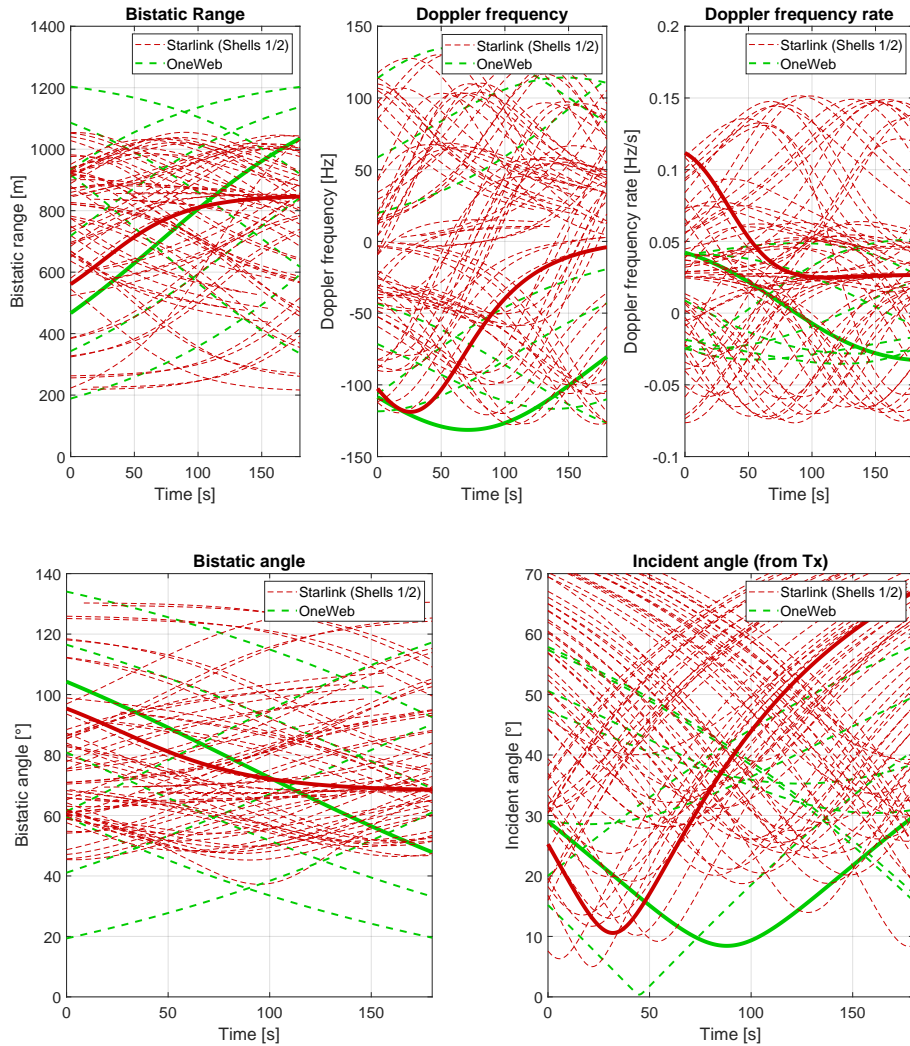 Bistatic Range
Bistatic range [m]
1400
1200
1000
800
600
400
200
0
0 50 100 150
Time [s]
Starlink (Shells 1/2)
OneWeb
Doppler frequency
Doppler frequency [Hz]
150
100
50
0
-50
-100
-150
0 50 100 150
Time [s]
Starlink (Shells 1/2)
OneWeb
Doppler frequency rate
Doppler frequency rate [Hz/s]
0.2
0.15
0.1
0.05
0
-0.05
-0.1
0 50 100 150
Time [s]
Starlink (Shells 1/2)
OneWeb
Bistatic angle
Bistatic angle [°]
140
120
100
80
60
40
20
0
0 50 100 150
Time [s]
Starlink (Shells 1/2)
OneWeb
Incident angle (from Tx)
Incident angle [°]
70
60
50
40
30
20
10
0
0 50 100 150
Time [s]
Starlink (Shells 1/2)
OneWeb